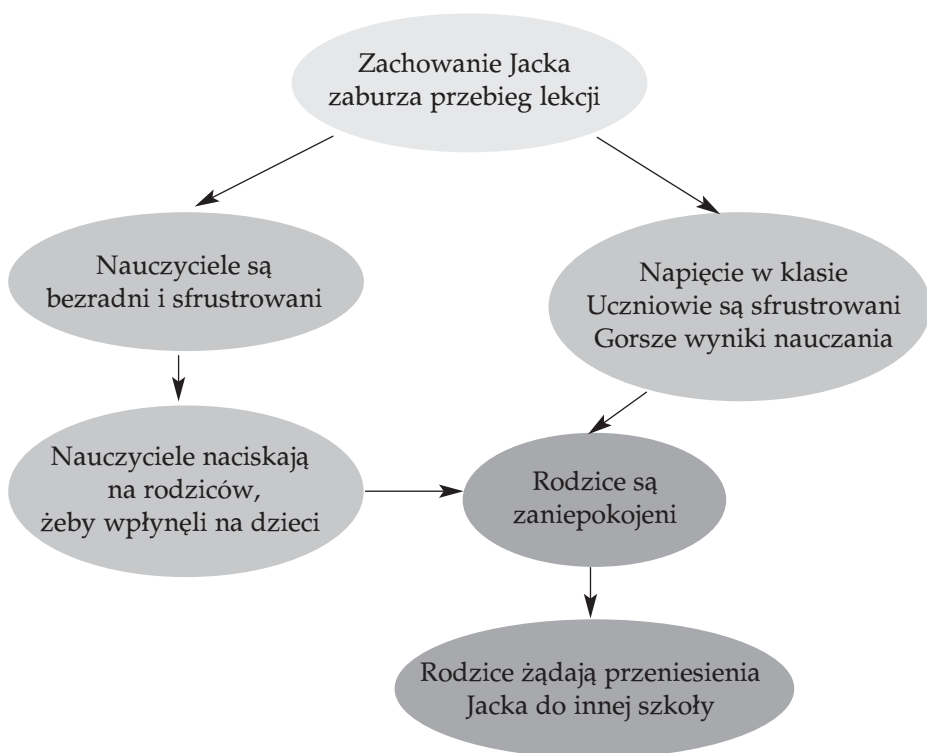 Zachowanie Jacka
zaburza przebieg lekcji
Nauczyciele są
bezradni i sfrustrowani
Napięcie w klasie
Uczniowie są sfrustrowani
Gorsze wyniki nauczania
Nauczyciele naciskają
na rodziców,
żeby wpłynęli na dzieci
Rodzice są
zaniepokojeni
Rodzice żądają przeniesienia
Jacka do innej szkoły